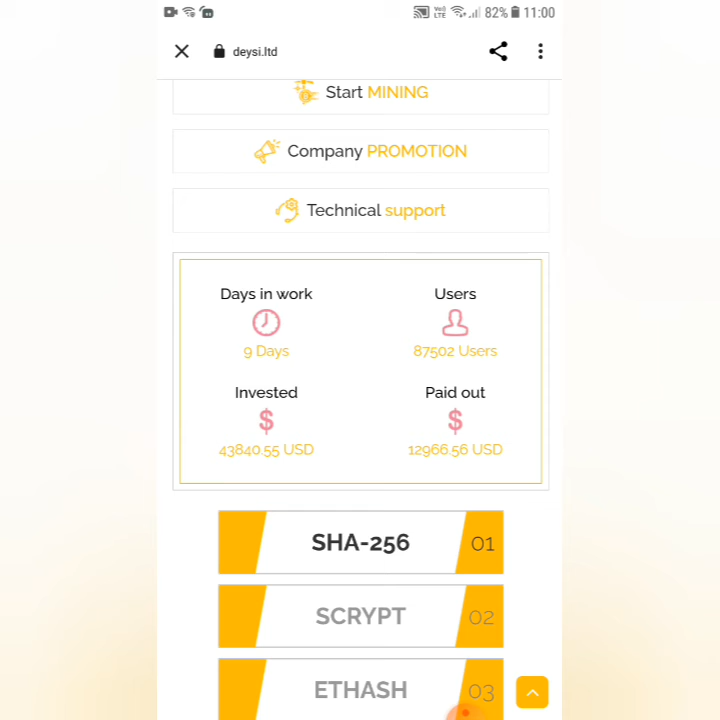 82% 11:00
deysi.ltd
Start MINING
Company PROMOTION
Technical support
Days in work
Users
9 Days
87502 Users
Invested
Paid out
$
$
43840.55 USD
12966.56 USD
SHA-256 01
SCRYPT 02
ETHASH 03